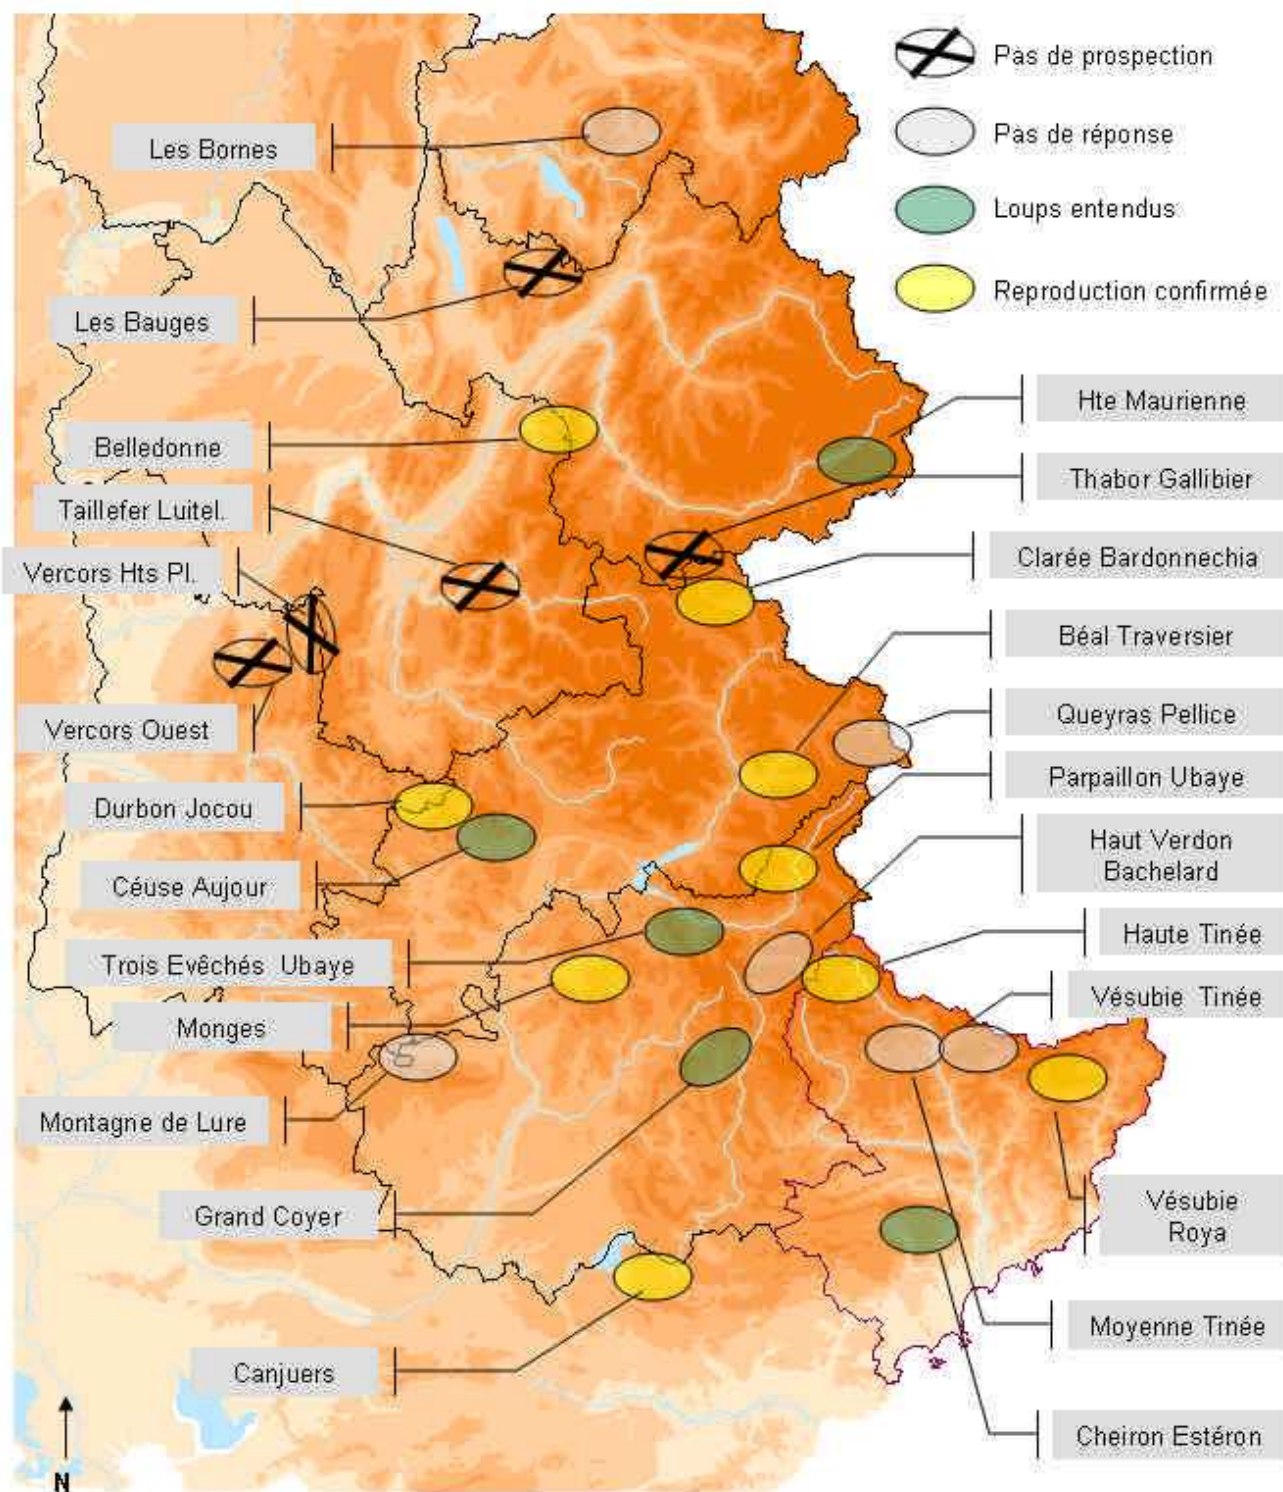 Pas de prospection
Pas de réponse
Loups entendus
Reproduction confirmée
Les Bornes
Les Bauges
Belledonne
Taillefer Luitel.
Vercors Hts Pl.
Vercors Ouest
Durbon Jocou
Céuse Aujour
Trois Evêchés Ubaye
Monges
Montagne de Lure
Grand Coyer
Canjuers
N
Hte Maurienne
Thabor Gallibier
Clarée Bardonnechia
Béal Traversier
Queyras Pellice
Parpaillon Ubaye
Haut Verdon
Bachelard
Haute Tinée
Vésubie Tinée
Vésubie
Roya
Moyenne Tinée
Cheiron Estéron